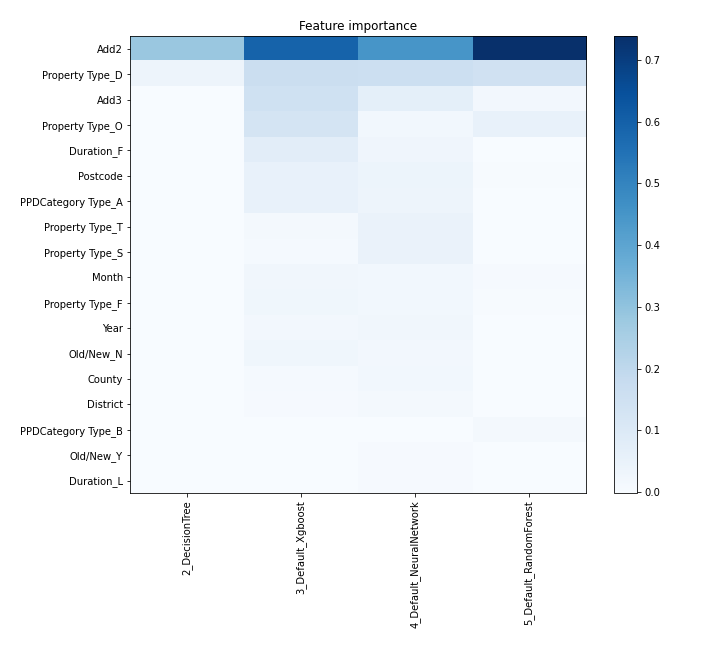 Feature importance
Add2
Property Type_D
Add3
Property Type_O
Duration_F
Postcode
PPDCategory Type_A
Property Type_T
Property Type_S
Month
Property Type_F
Year
Old/New_N
County
District
PPDCategory Type_B
Old/New_Y
Duration_L
2_DecisionTree
3_Default_Xgboost
4_Default_NeuralNetwork
5_Default_RandomForest
0.7
0.6
0.5
0.4
0.3
0.2
0.1
0.0